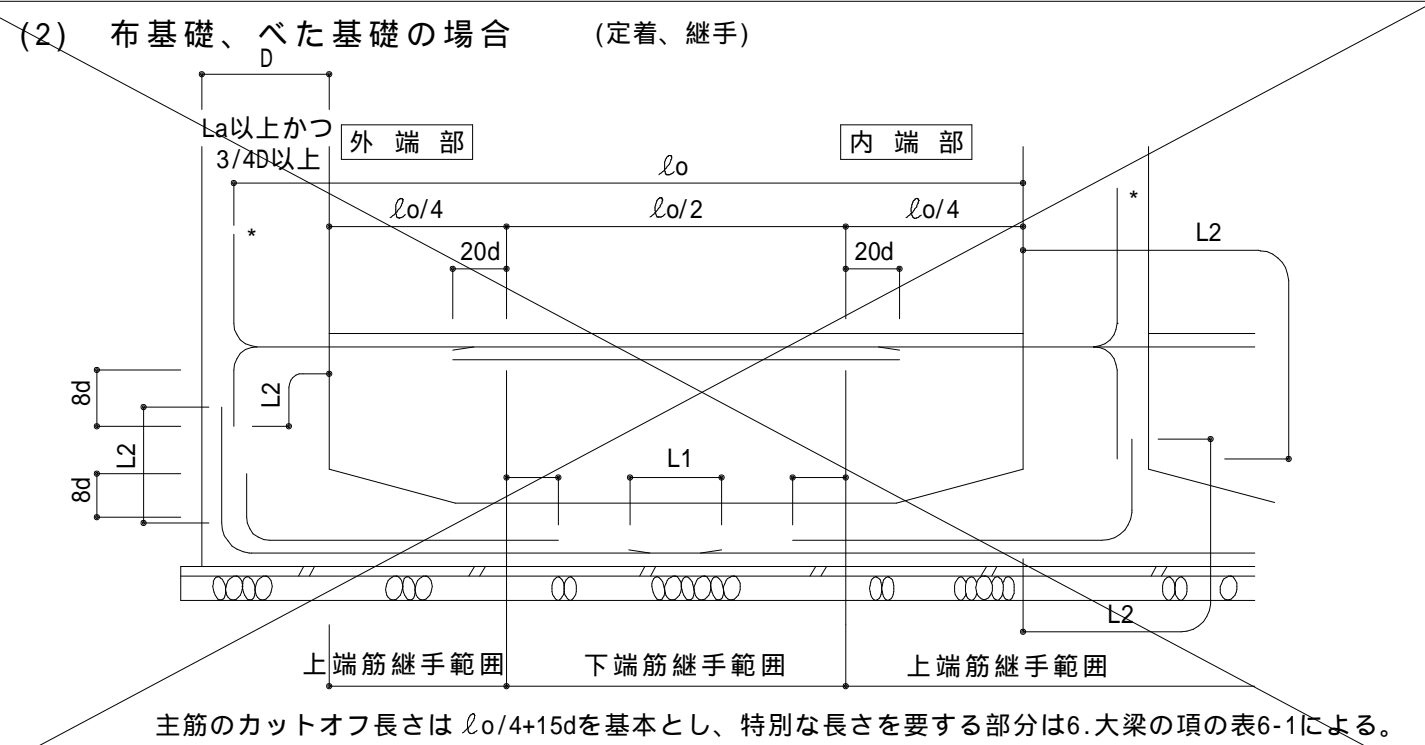 (2) 布基礎、べた基礎の場合 (定着、継手)
D
La以上かつ
3/4D以上
外端部
内端部
ℓo
*
*
ℓo/4
ℓo/2
ℓo/4
L2
20d
20d
8d
L2
L2
8d
L1
L2
上端筋継手範囲
下端筋継手範囲
上端筋継手範囲
主筋のカットオフ長さは ℓo/4+15dを基本とし、特別な長さを要する部分は6.大梁の項の表6-1による。